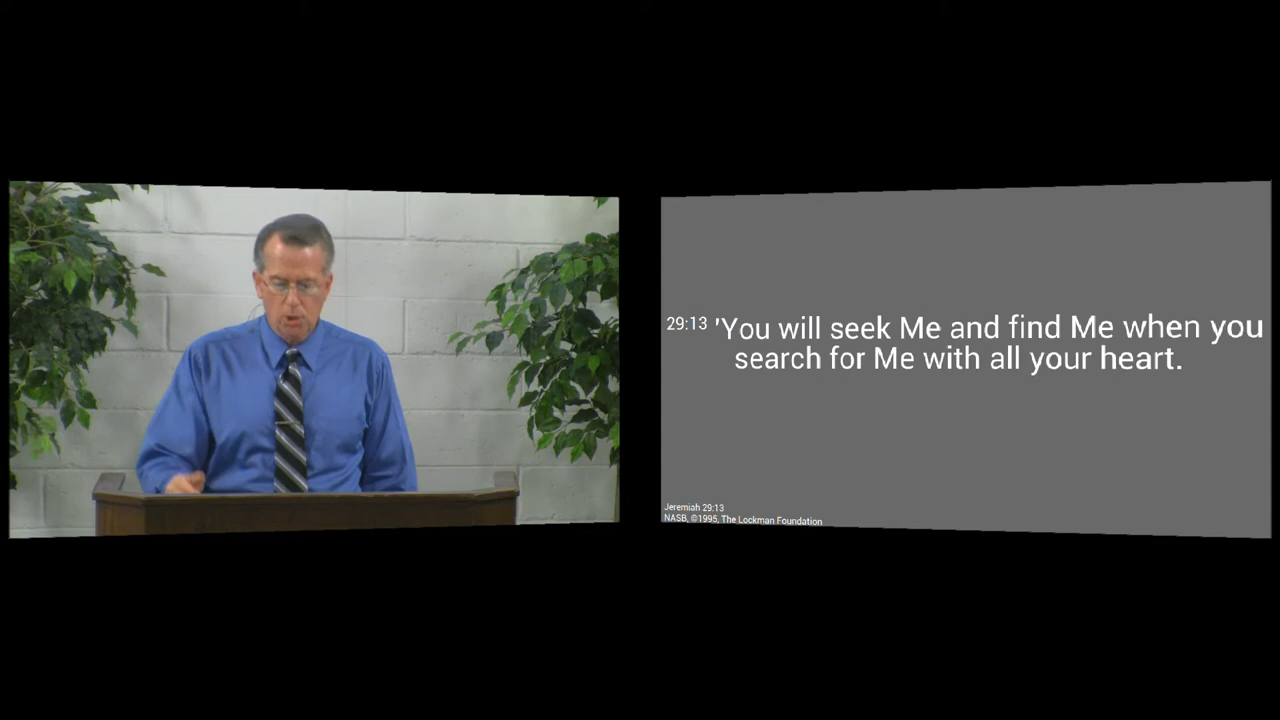 29:13 'You will seek Me and find Me when you
search for Me with all your heart.
Jeremiah 29:13
NASB, ©1995, The Lockman Foundation